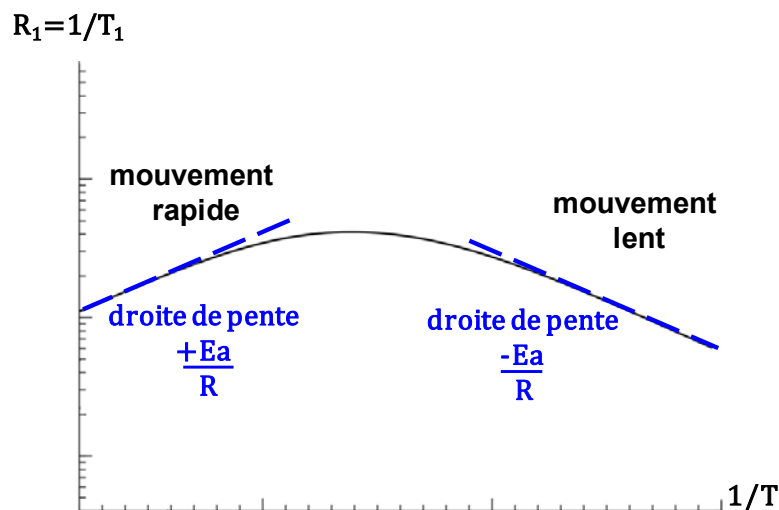 R₁=1/T₁
mouvement
rapide
mouvement
lent
droite de pente
+Ea
R
droite de pente
-Ea
R
1/T